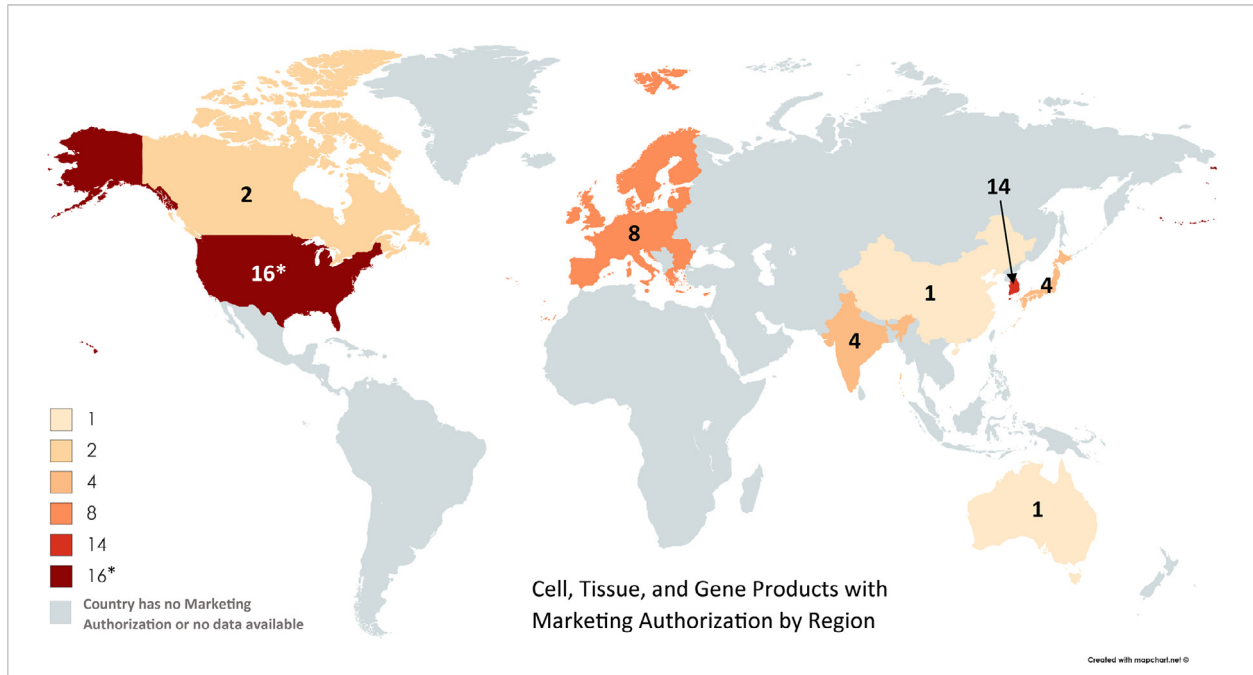 14
2
8
16*
4
1
4
1
1
2
4
8
14
16*
Country has no Marketing
Authorization or no data available
Cell, Tissue, and Gene Products with
Marketing Authorization by Region
Created with mapchart.net ©